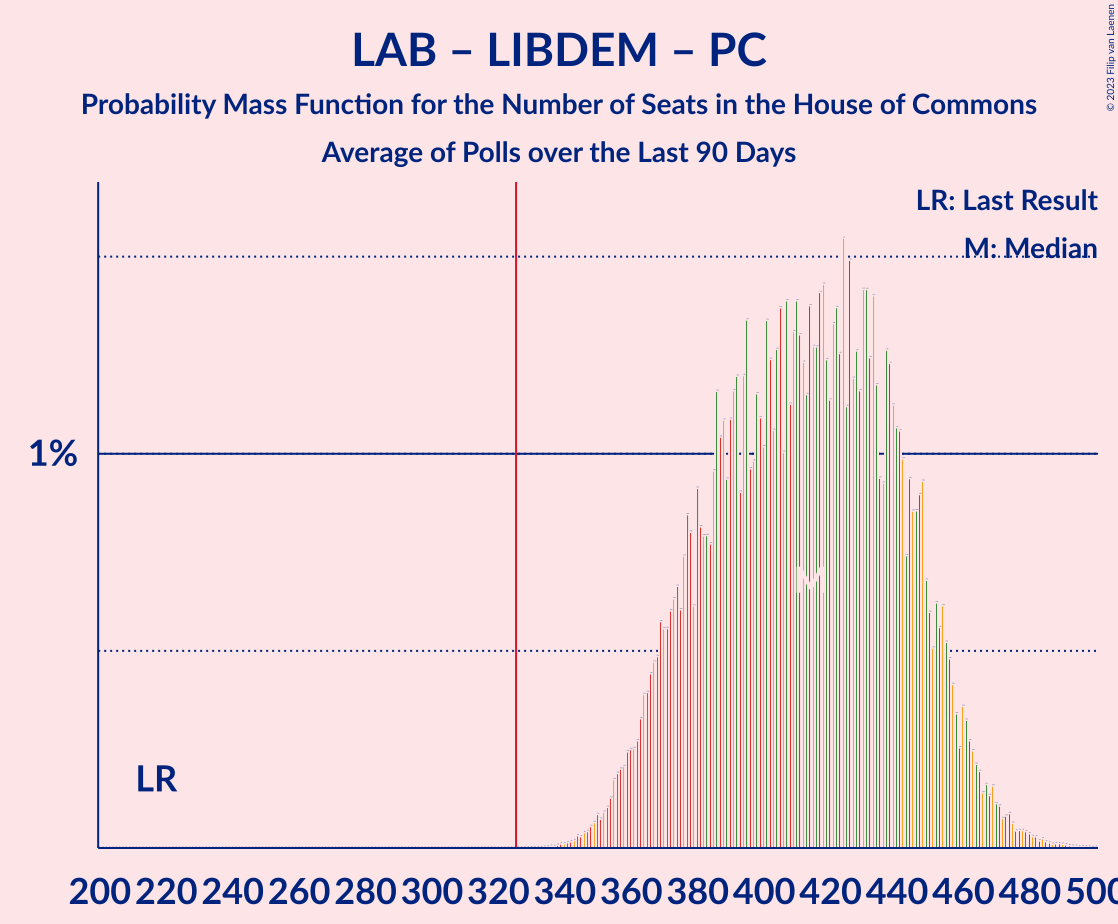 LAB – LIBDEM – PC
Probability Mass Function for the Number of Seats in the House of Commons
Average of Polls over the Last 90 Days
© 2023 Filip van Laenen
LR: Last Result
M: Median
1%
M
LR
200 220 240 260 280 300 320 340 360 380 400 420 440 460 480 500